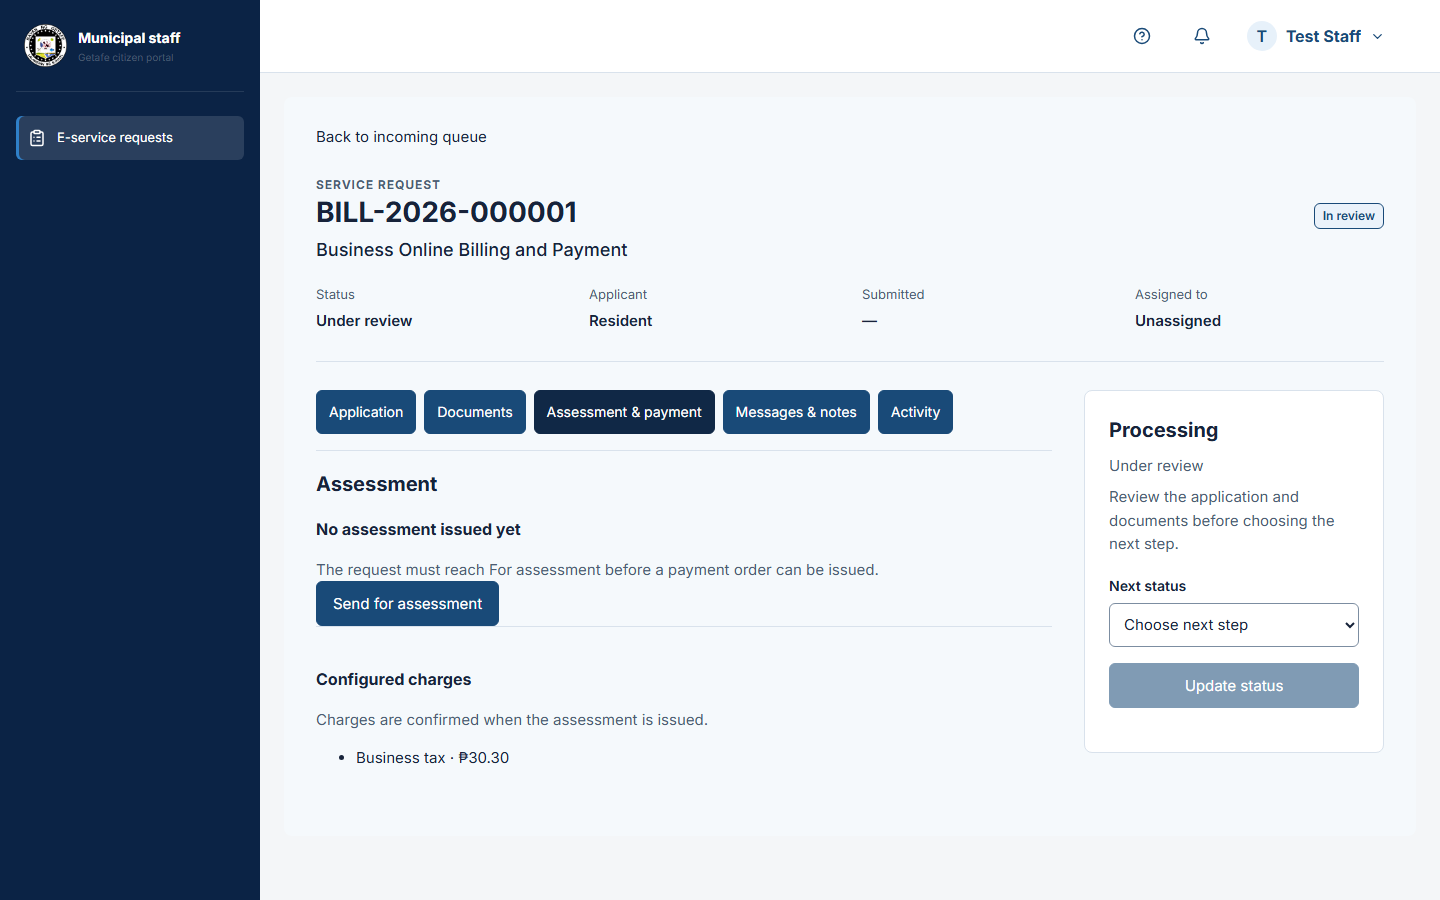 Municipal staff
Getafe citizen portal
E-service requests
T Test Staff
Back to incoming queue
SERVICE REQUEST
BILL-2026-000001
In review
Business Online Billing and Payment
Status Applicant Submitted Assigned to
Under review Resident — Unassigned
Application Documents Assessment & payment Messages & notes Activity
Assessment
No assessment issued yet
The request must reach For assessment before a payment order can be issued.
Send for assessment
Configured charges
Charges are confirmed when the assessment is issued.
• Business tax · ₱30.30
Processing
Under review
Review the application and
documents before choosing the
next step.
Next status
Choose next step
Update status